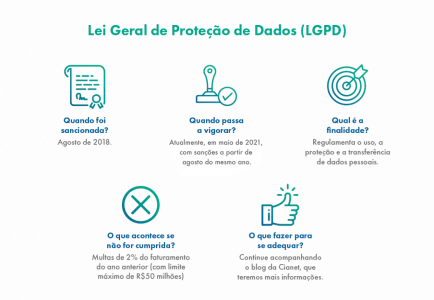 Lei Geral de Proteção de Dados (LGPD)
Quando foi
sancionada?
Agosto de 2018.
Quando passa
a vigorar?
Atualmente, em maio de 2021,
com sanções a partir de
agosto do mesmo ano.
Qual é a
finalidade?
Regulamenta o uso, a
proteção e a transferência
de dados pessoais.
O que acontece se
não for cumprida?
Multas de 2% do faturamento
do ano anterior (com limite
máximo de R$50 milhões)
O que fazer para
se adequar?
Continue acompanhando
o blog da Cianet, que
teremos mais informações.